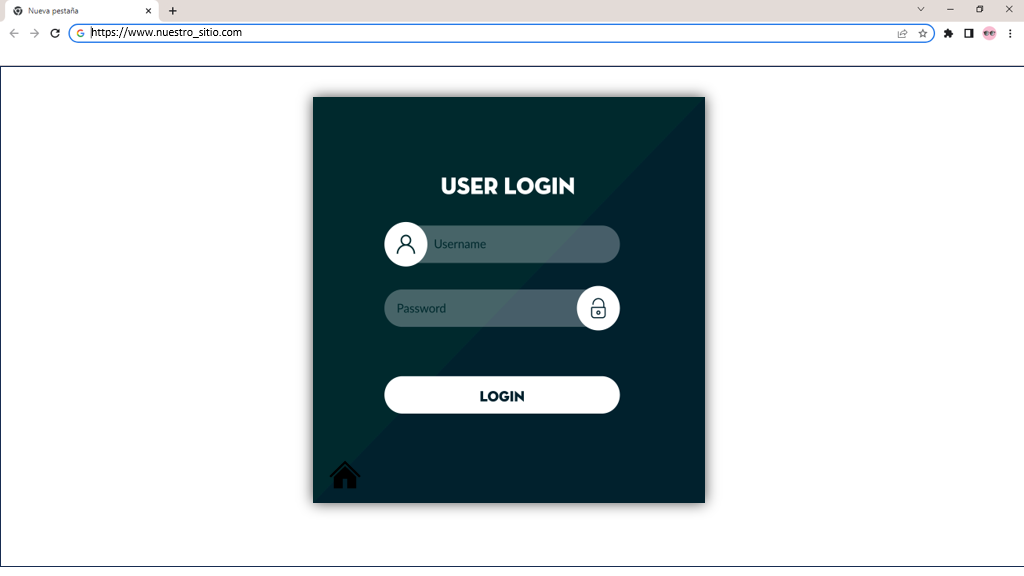 Nueva pestaña
https://www.nuestro_sitio.com
USER LOGIN
Username
Password
LOGIN